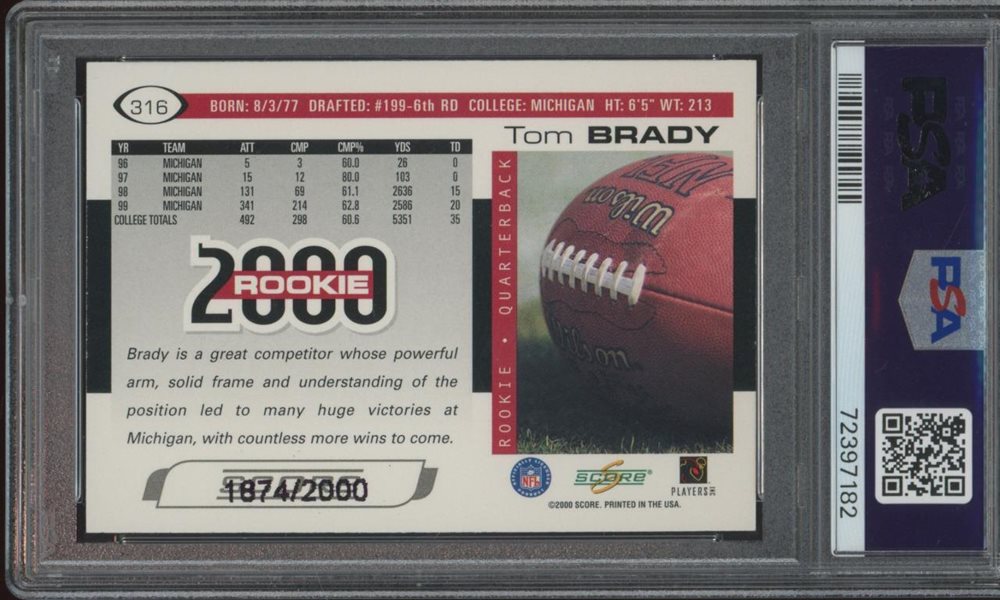 316
BORN: 8/3/77 DRAFTED: #199-6th RD COLLEGE: MICHIGAN HT: 6'5" WT: 213
Tom BRADY
YR TEAM ATT CMP CMP% YDS TD
96 MICHIGAN 5 3 60.0 26 0
97 MICHIGAN 15 12 80.0 103 0
98 MICHIGAN 131 69 61.1 2636 15
99 MICHIGAN 341 214 62.8 2586 20
COLLEGE TOTALS 492 298 60.6 5351 35
2000
ROOKIE
Brady is a great competitor whose powerful
arm, solid frame and understanding of the
position led to many huge victories at
Michigan, with countless more wins to come.
1874/2000
ROOKIE • QUARTERBACK
NFL
Wilson
Wilson
NFL
SCORE
PLAYERS INC
©2000 SCORE. PRINTED IN THE USA.
PSA
PSA
72397182